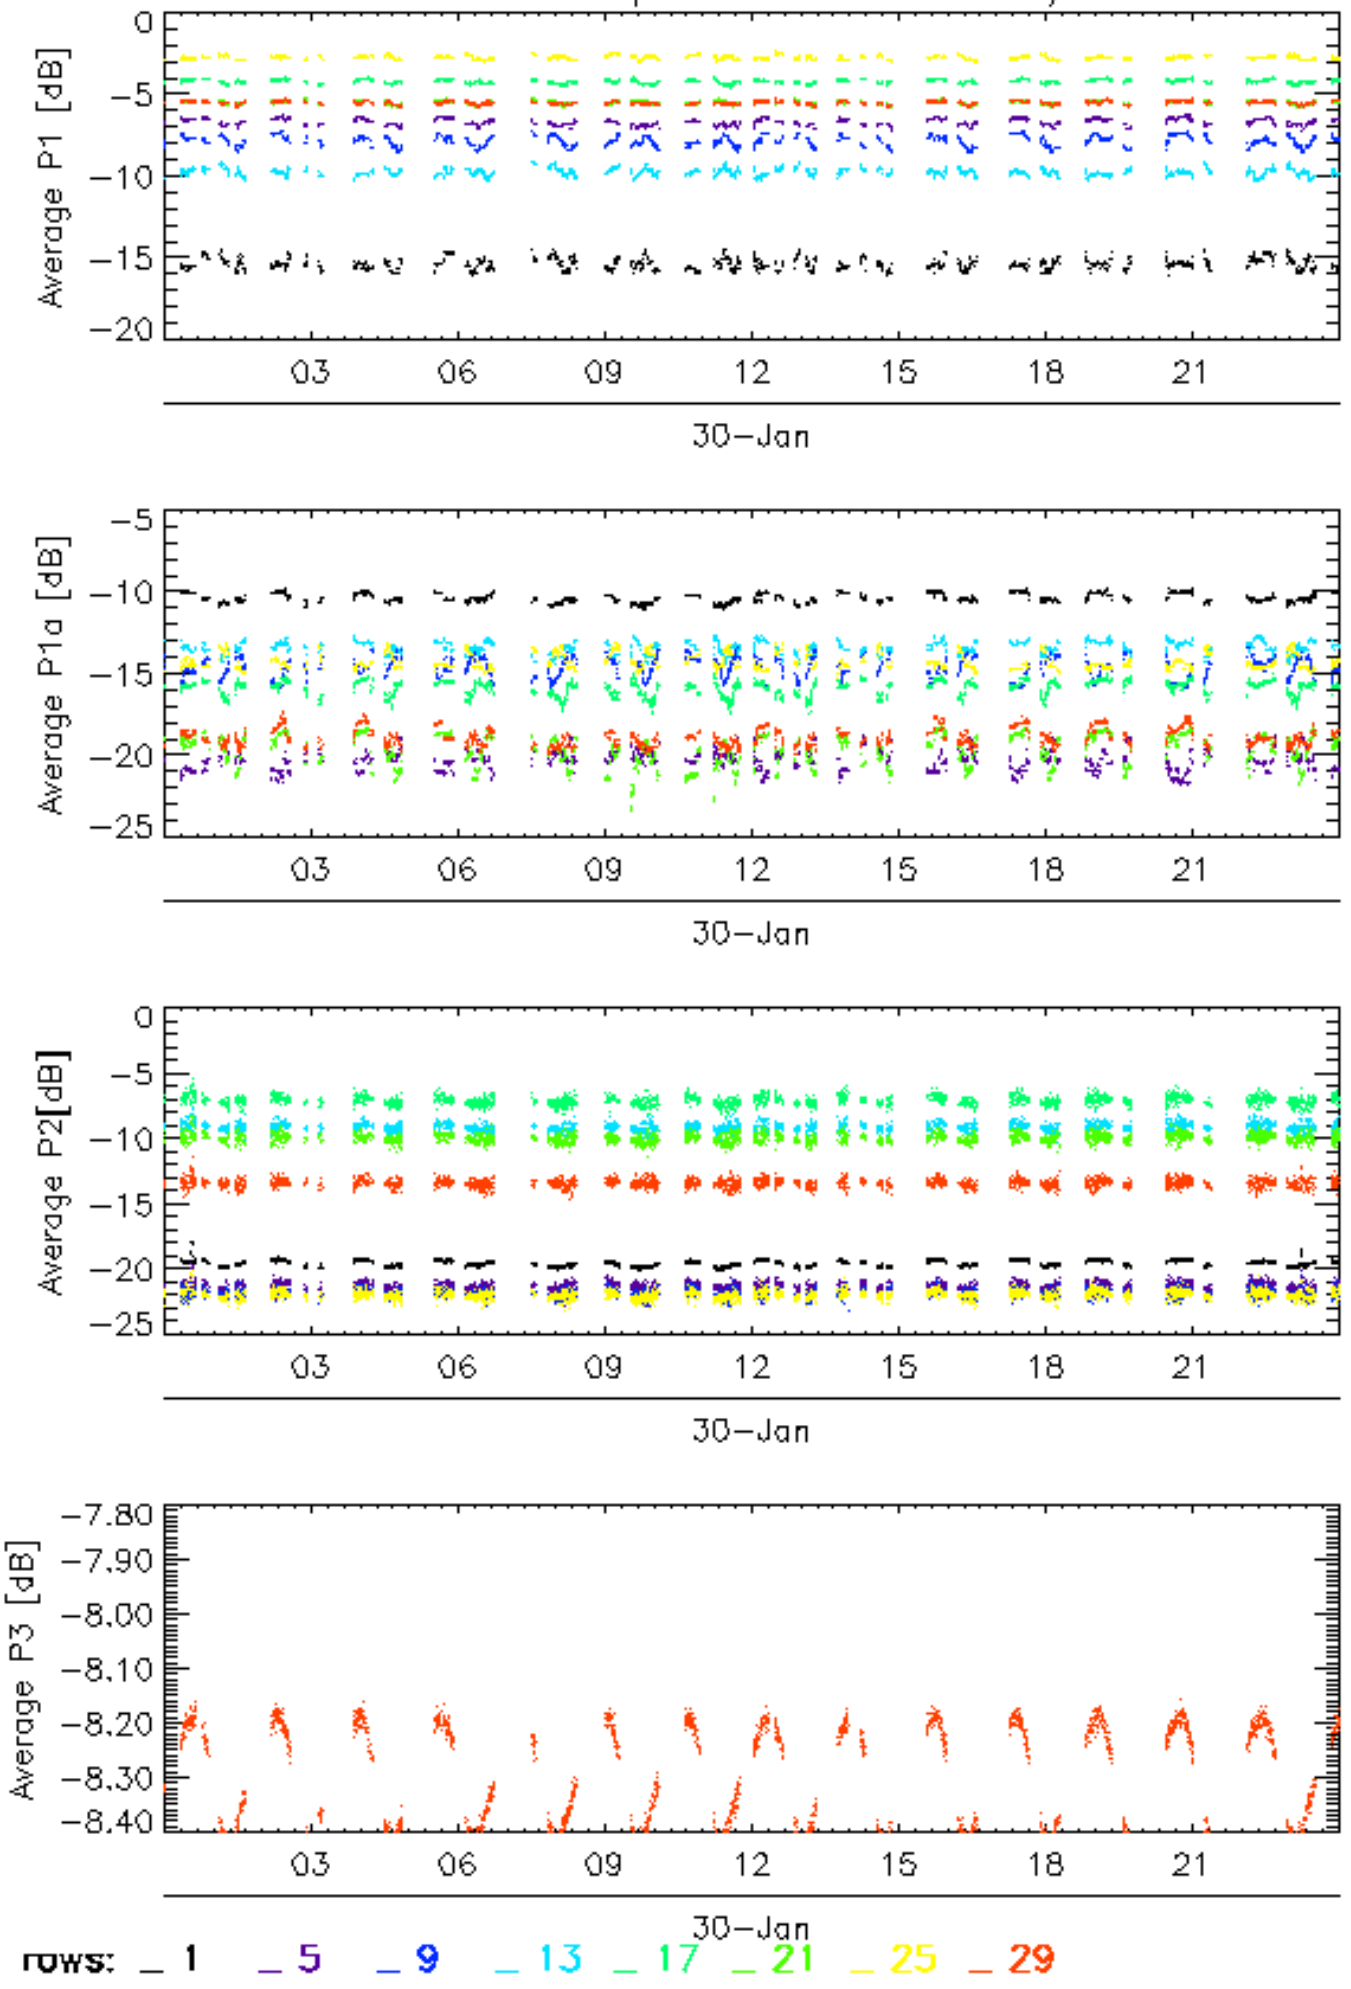 0
-5
-10
-15
-20
Average P1 [dB]
03 06 09 12 15 18 21
30-Jan
-5
-10
-15
-20
-25
Average P1a [dB]
03 06 09 12 15 18 21
30-Jan
0
-5
-10
-15
-20
-25
Average P2[dB]
03 06 09 12 15 18 21
30-Jan
-7.80
-7.90
-8.00
-8.10
-8.20
-8.30
-8.40
Average P3 [dB]
03 06 09 12 15 18 21
30-Jan
rows: _ 1 _ 5 _ 9 _ 13 _ 17 _ 21 _ 25 _ 29